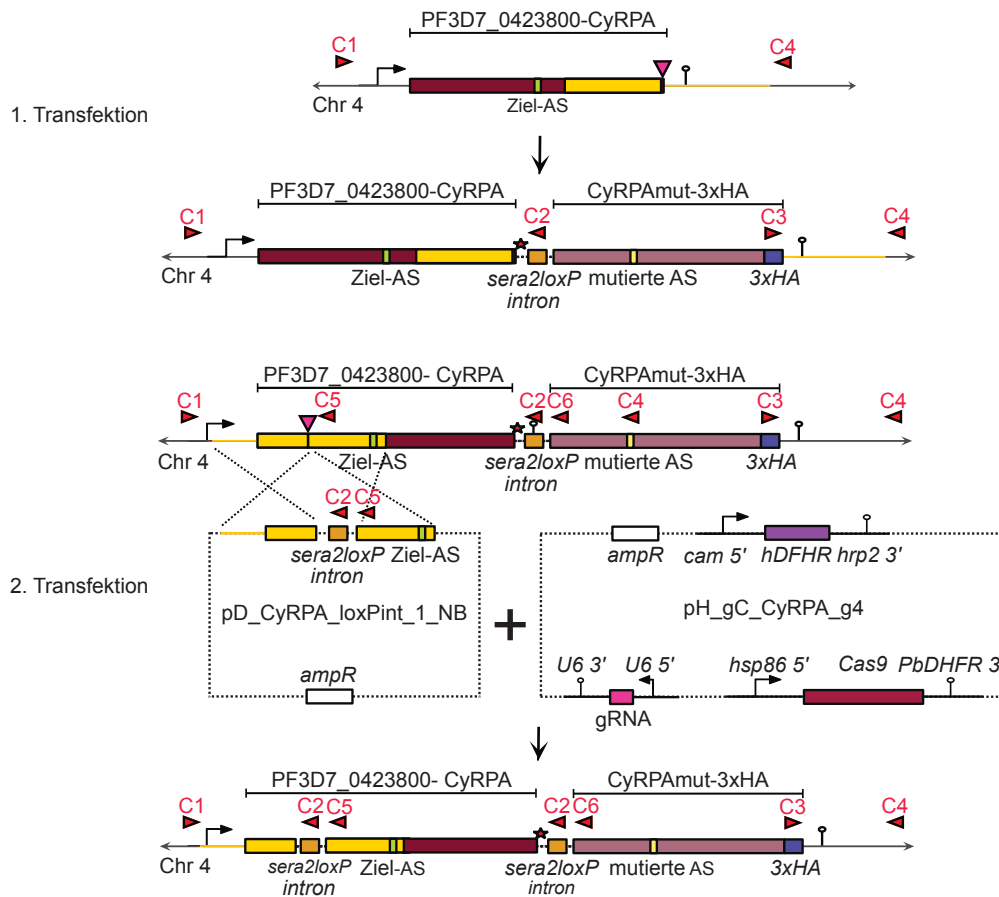 PF3D7_0423800-CyRPA
C1
C4
Chr 4
Ziel-AS
1. Transfektion
PF3D7_0423800-CyRPA
CyRPAmut-3xHA
C1
C2
C3
C4
Chr 4
Ziel-AS
sera2loxP mutierte AS
3xHA
intron
PF3D7_0423800- CyRPA
CyRPAmut-3xHA
C1
C5
C2
C6
C4
C3
C4
Chr 4
Ziel-AS
sera2loxP mutierte AS
3xHA
intron
C2
C5
sera2loxP Ziel-AS
intron
ampR
cam 5'
hDFHR
hrp2 3'
2. Transfektion
pD_CyRPA_loxPint_1_NB
+
pH_gC_CyRPA_g4
ampR
U6 3'
U6 5'
hsp86 5'
Cas9
PbDHFR 3
gRNA
PF3D7_0423800- CyRPA
CyRPAmut-3xHA
C1
C2
C5
C2
C6
C3
C4
Chr 4
sera2loxP
Ziel-AS
sera2loxP
mutierte AS
3xHA
intron
intron